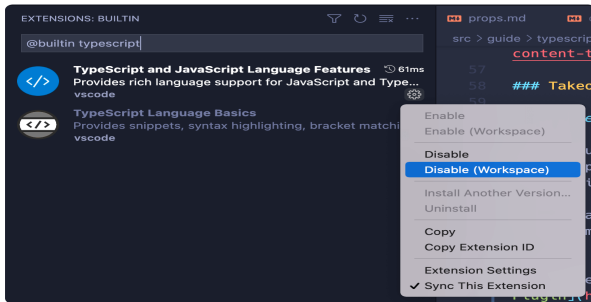 EXTENSIONS: BUILTIN
props.md
@builtin typescript
src > guide > typescrip
content-t
57
TypeScript and JavaScript Language Features 61ms
Provides rich language support for JavaScript and Type...
vscode
58 ### Takeo
59
TypeScript Language Basics
Provides snippets, syntax highlighting, bracket matchi
vscode
Enable
Enable (Workspace)
Disable
Disable (Workspace)
Install Another Version...
Uninstall
Copy
Copy Extension ID
Extension Settings
✓ Sync This Extension